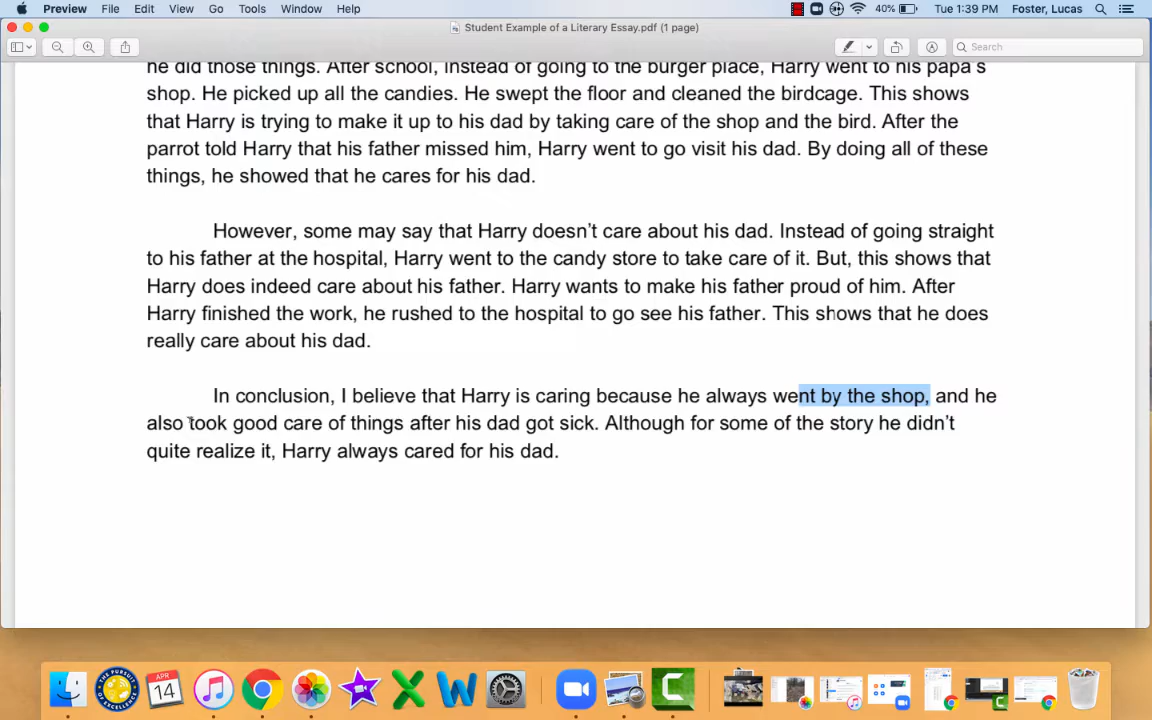 Preview File Edit View Go Tools Window Help 40% Tue 1:39 PM Foster, Lucas
Student Example of a Literary Essay.pdf (1 page)
Search
he did those things. After school, instead of going to the burger place, Harry went to his papa's
shop. He picked up all the candies. He swept the floor and cleaned the birdcage. This shows
that Harry is trying to make it up to his dad by taking care of the shop and the bird. After the
parrot told Harry that his father missed him, Harry went to go visit his dad. By doing all of these
things, he showed that he cares for his dad.
However, some may say that Harry doesn't care about his dad. Instead of going straight
to his father at the hospital, Harry went to the candy store to take care of it. But, this shows that
Harry does indeed care about his father. Harry wants to make his father proud of him. After
Harry finished the work, he rushed to the hospital to go see his father. This shows that he does
really care about his dad.
In conclusion, I believe that Harry is caring because he always went by the shop, and he
also took good care of things after his dad got sick. Although for some of the story he didn't
quite realize it, Harry always cared for his dad.
THE PURSUIT OF EXCELLENCE
APR
14